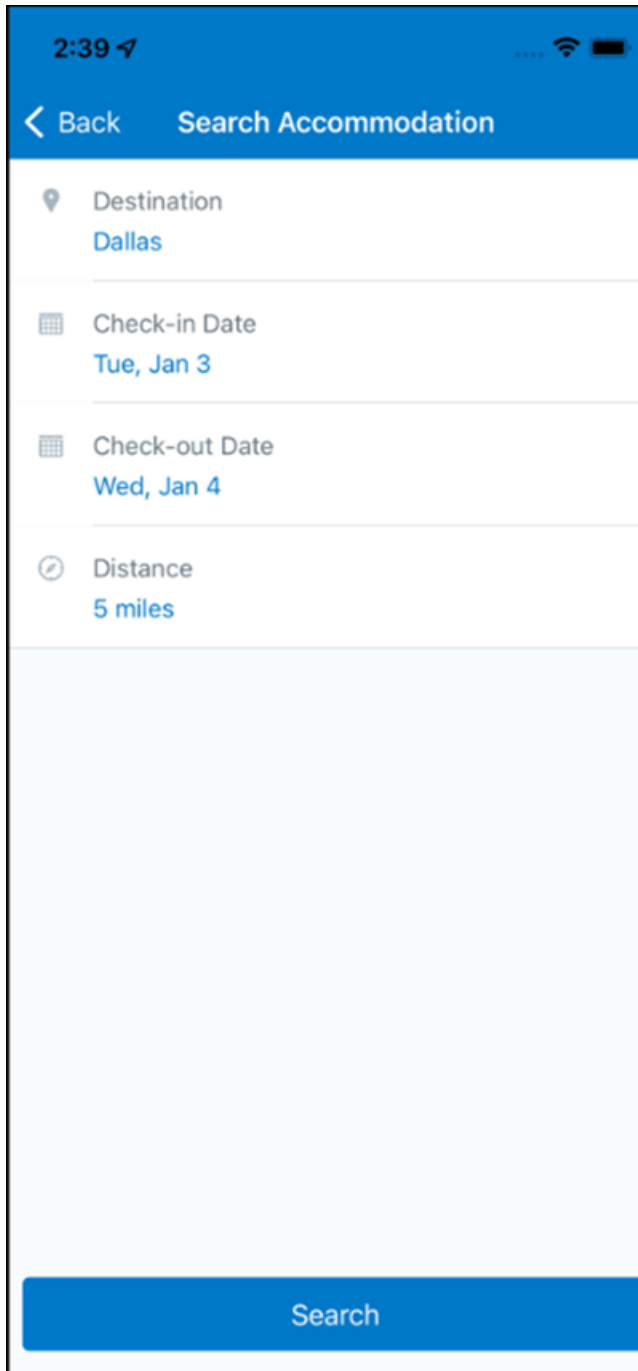 2:39
Back Search Accommodation
Destination
Dallas
Check-in Date
Tue, Jan 3
Check-out Date
Wed, Jan 4
Distance
5 miles
Search